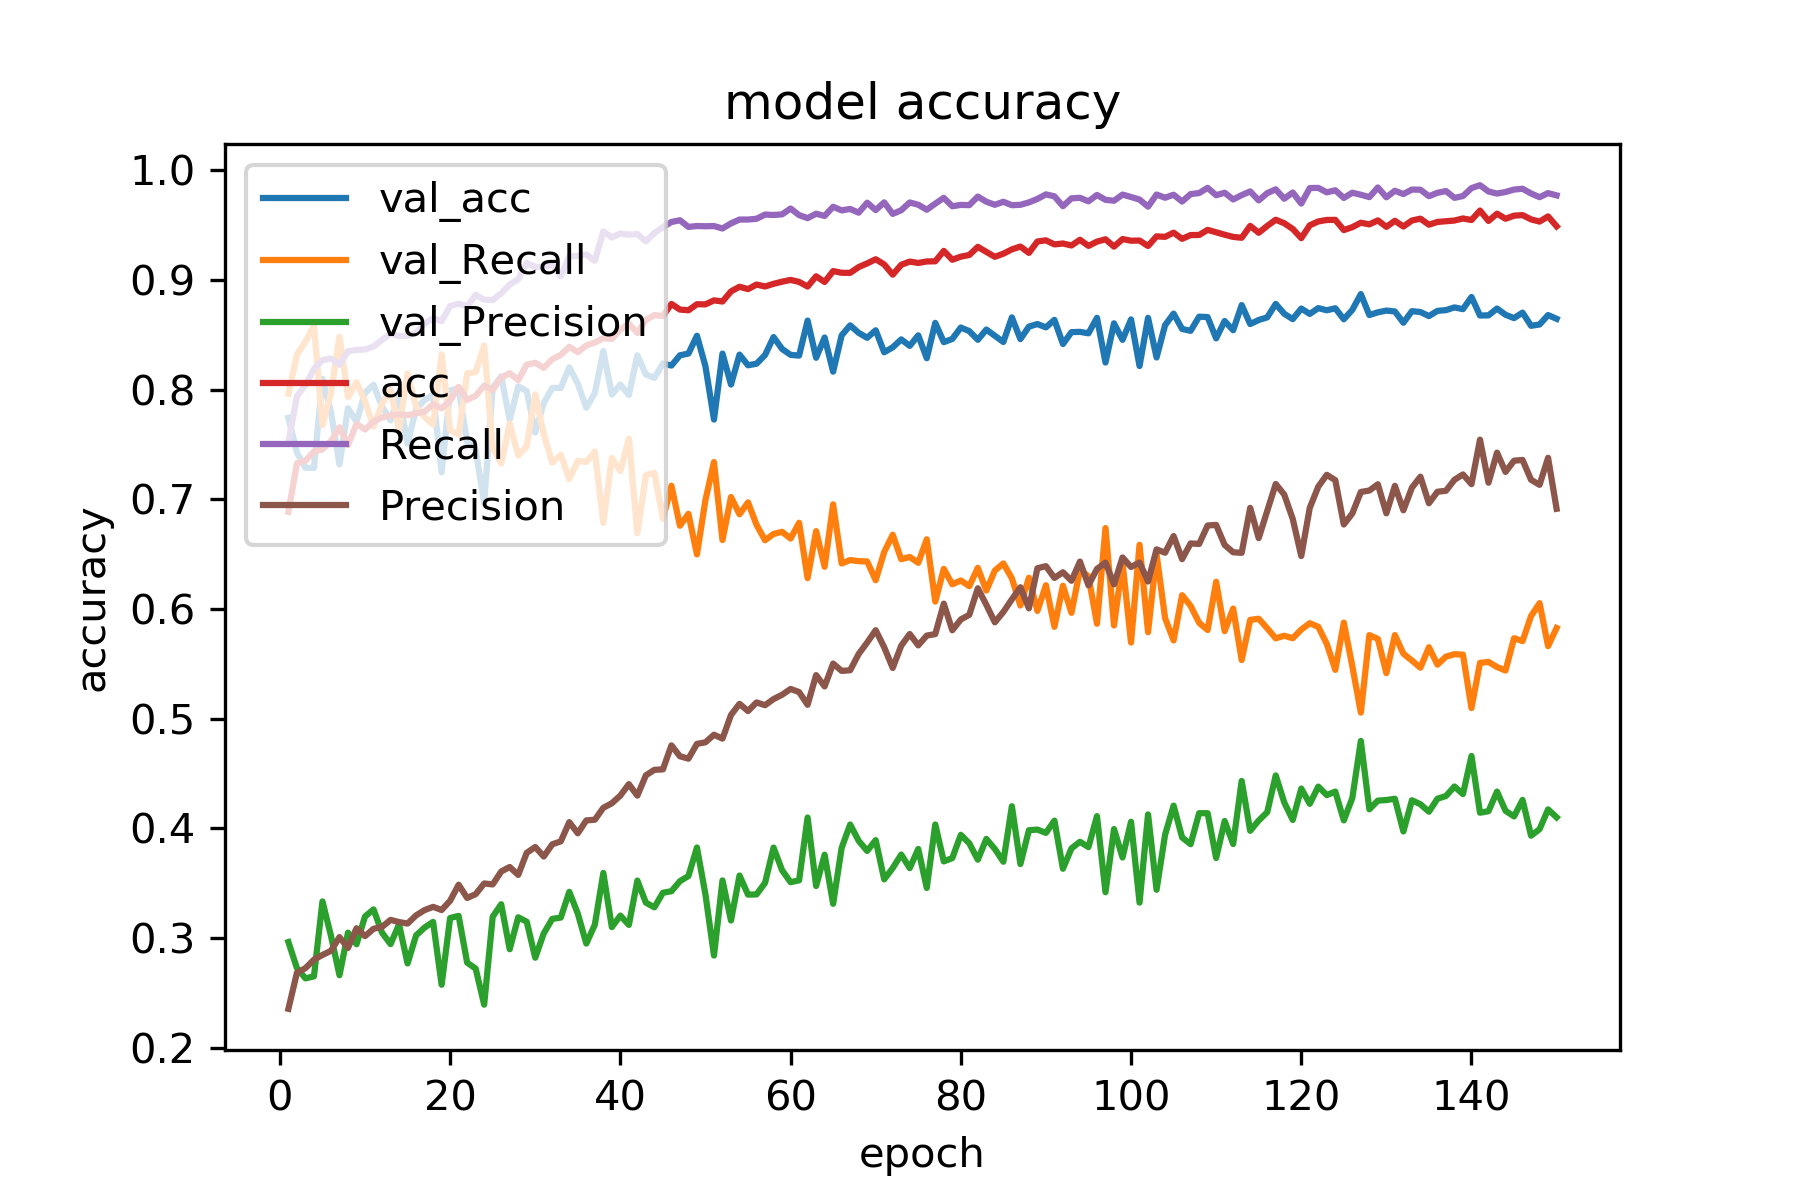 model accuracy
accuracy
1.0
0.9
0.8
0.7
0.6
0.5
0.4
0.3
0.2
val_acc
val_Recall
val_Precision
acc
Recall
Precision
0 20 40 60 80 100 120 140
epoch